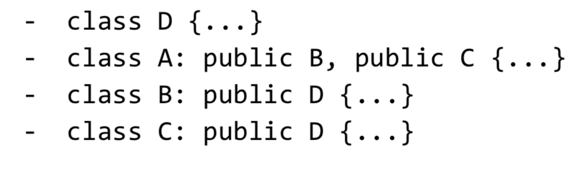 - class D {...}
- class A: public B, public C {...}
- class B: public D {...}
- class C: public D {...}